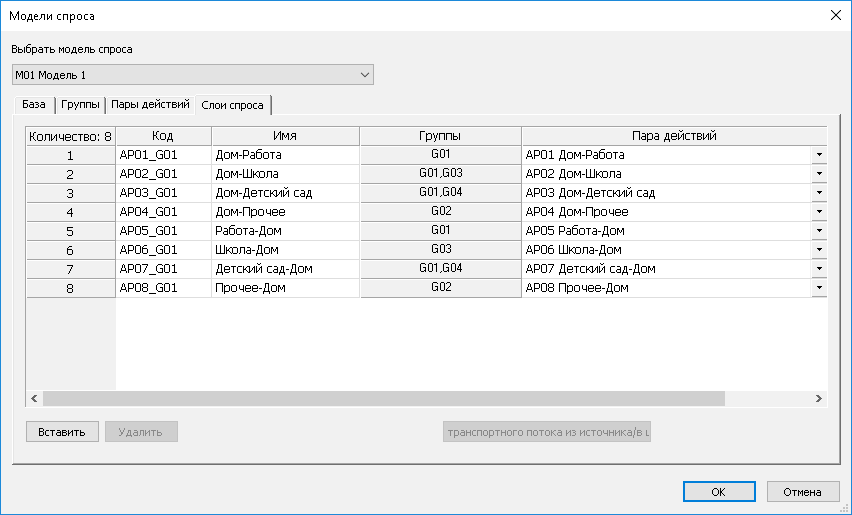 Модели спроса
Выбрать модель спроса
M01 Модель 1
База Группы Пары действий Слои спроса
Количество: 8 Код Имя Группы Пара действий
1 AP01_G01 Дом-Работа G01 AP01 Дом-Работа
2 AP02_G01 Дом-Школа G01,G03 AP02 Дом-Школа
3 AP03_G01 Дом-Детский сад G01,G04 AP03 Дом-Детский сад
4 AP04_G01 Дом-Прочее G02 AP04 Дом-Прочее
5 AP05_G01 Работа-Дом G01 AP05 Работа-Дом
6 AP06_G01 Школа-Дом G03 AP06 Школа-Дом
7 AP07_G01 Детский сад-Дом G01,G04 AP07 Детский сад-Дом
8 AP08_G01 Прочее-Дом G02 AP08 Прочее-Дом
Вставить Удалить транспортного потока из источника/в
OK Отмена